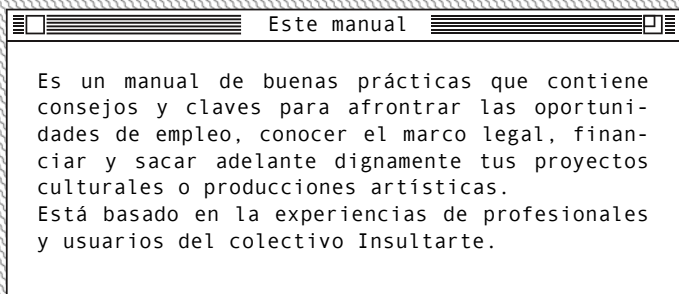 Este manual
Es un manual de buenas prácticas que contiene
consejos y claves para afrontrar las oportuni-
dades de empleo, conocer el marco legal, finan-
ciar y sacar adelante dignamente tus proyectos
culturales o producciones artísticas.
Está basado en la experiencias de profesionales
y usuarios del colectivo Insultarte.